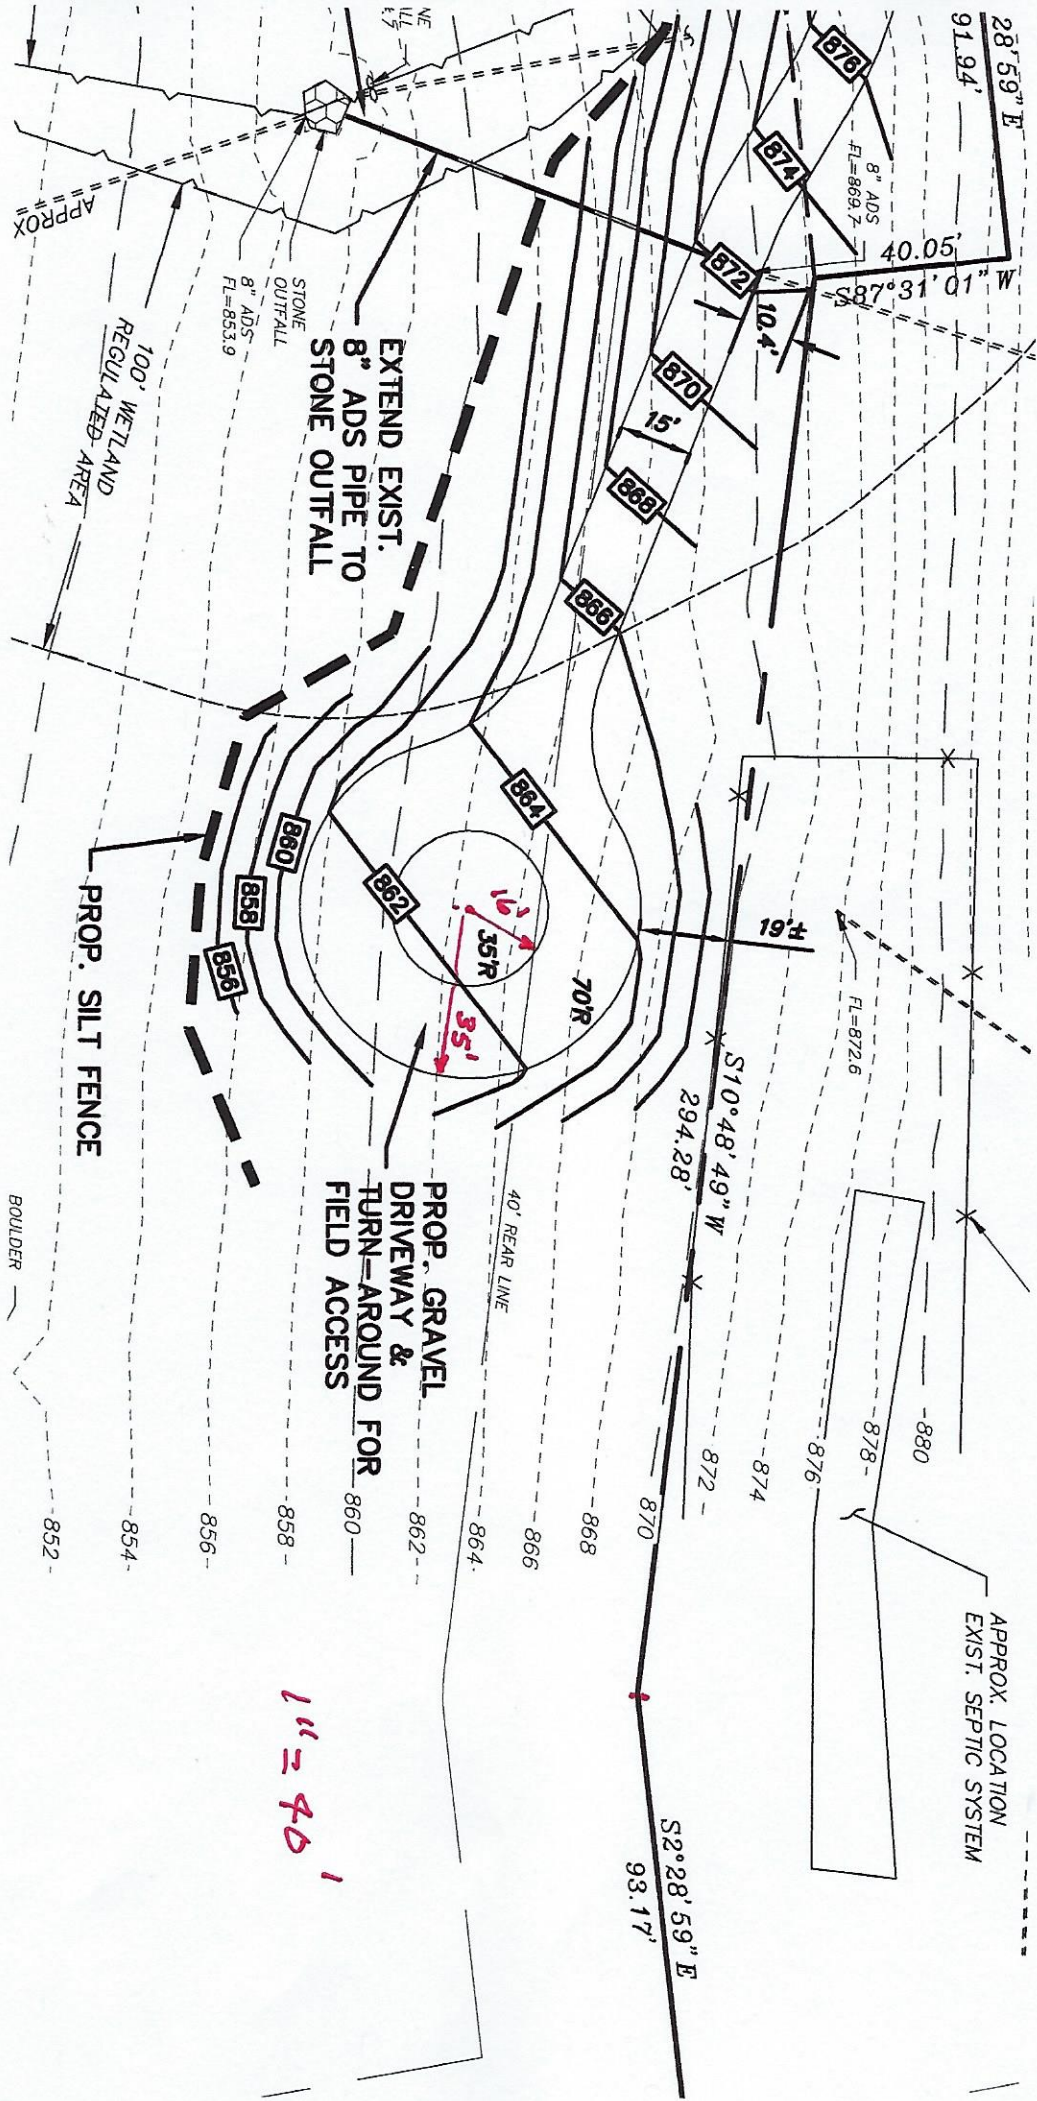 28'59" E
91.94'
876
874
8" ADS
FL=869.7
872
40.05'
S87°31'01" W
10.4'
870
15'
868
866
864
862
860
858
856
16'
35'R
70'R
35'
19'±
FL=872.6
S10°48'49" W
294.28'
APPROX
STONE
OUTFALL
8" ADS
FL=853.9
100' WETLAND
REGULATED AREA
EXTEND EXIST.
8" ADS PIPE TO
STONE OUTFALL
PROP. SILT FENCE
PROP. GRAVEL
DRIVEWAY &
TURN-AROUND FOR
FIELD ACCESS
40' REAR LINE
BOULDER
880
878
876
874
872
870
868
866
864
862
860
858
856
854
852
APPROX. LOCATION
EXIST. SEPTIC SYSTEM
S2°28'59" E
93.17'
1"=40'